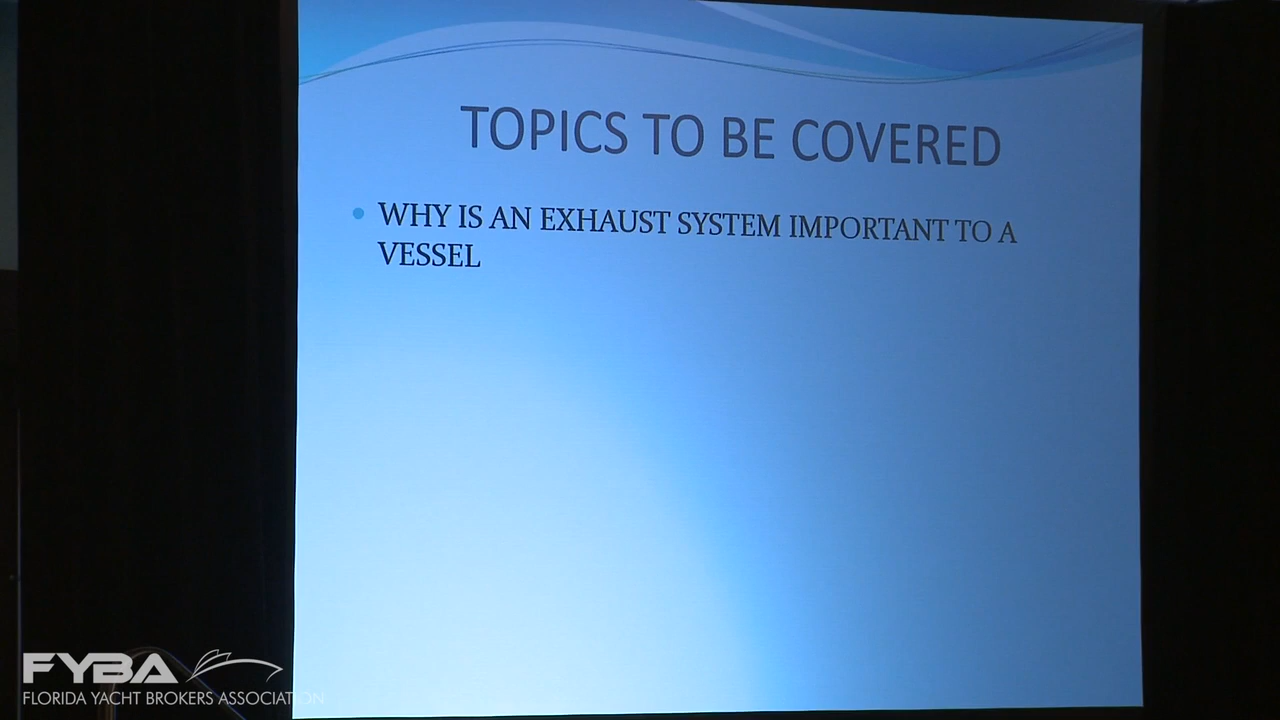 TOPICS TO BE COVERED
WHY IS AN EXHAUST SYSTEM IMPORTANT TO A
VESSEL
FYBA
FLORIDA YACHT BROKERS ASSOCIATION